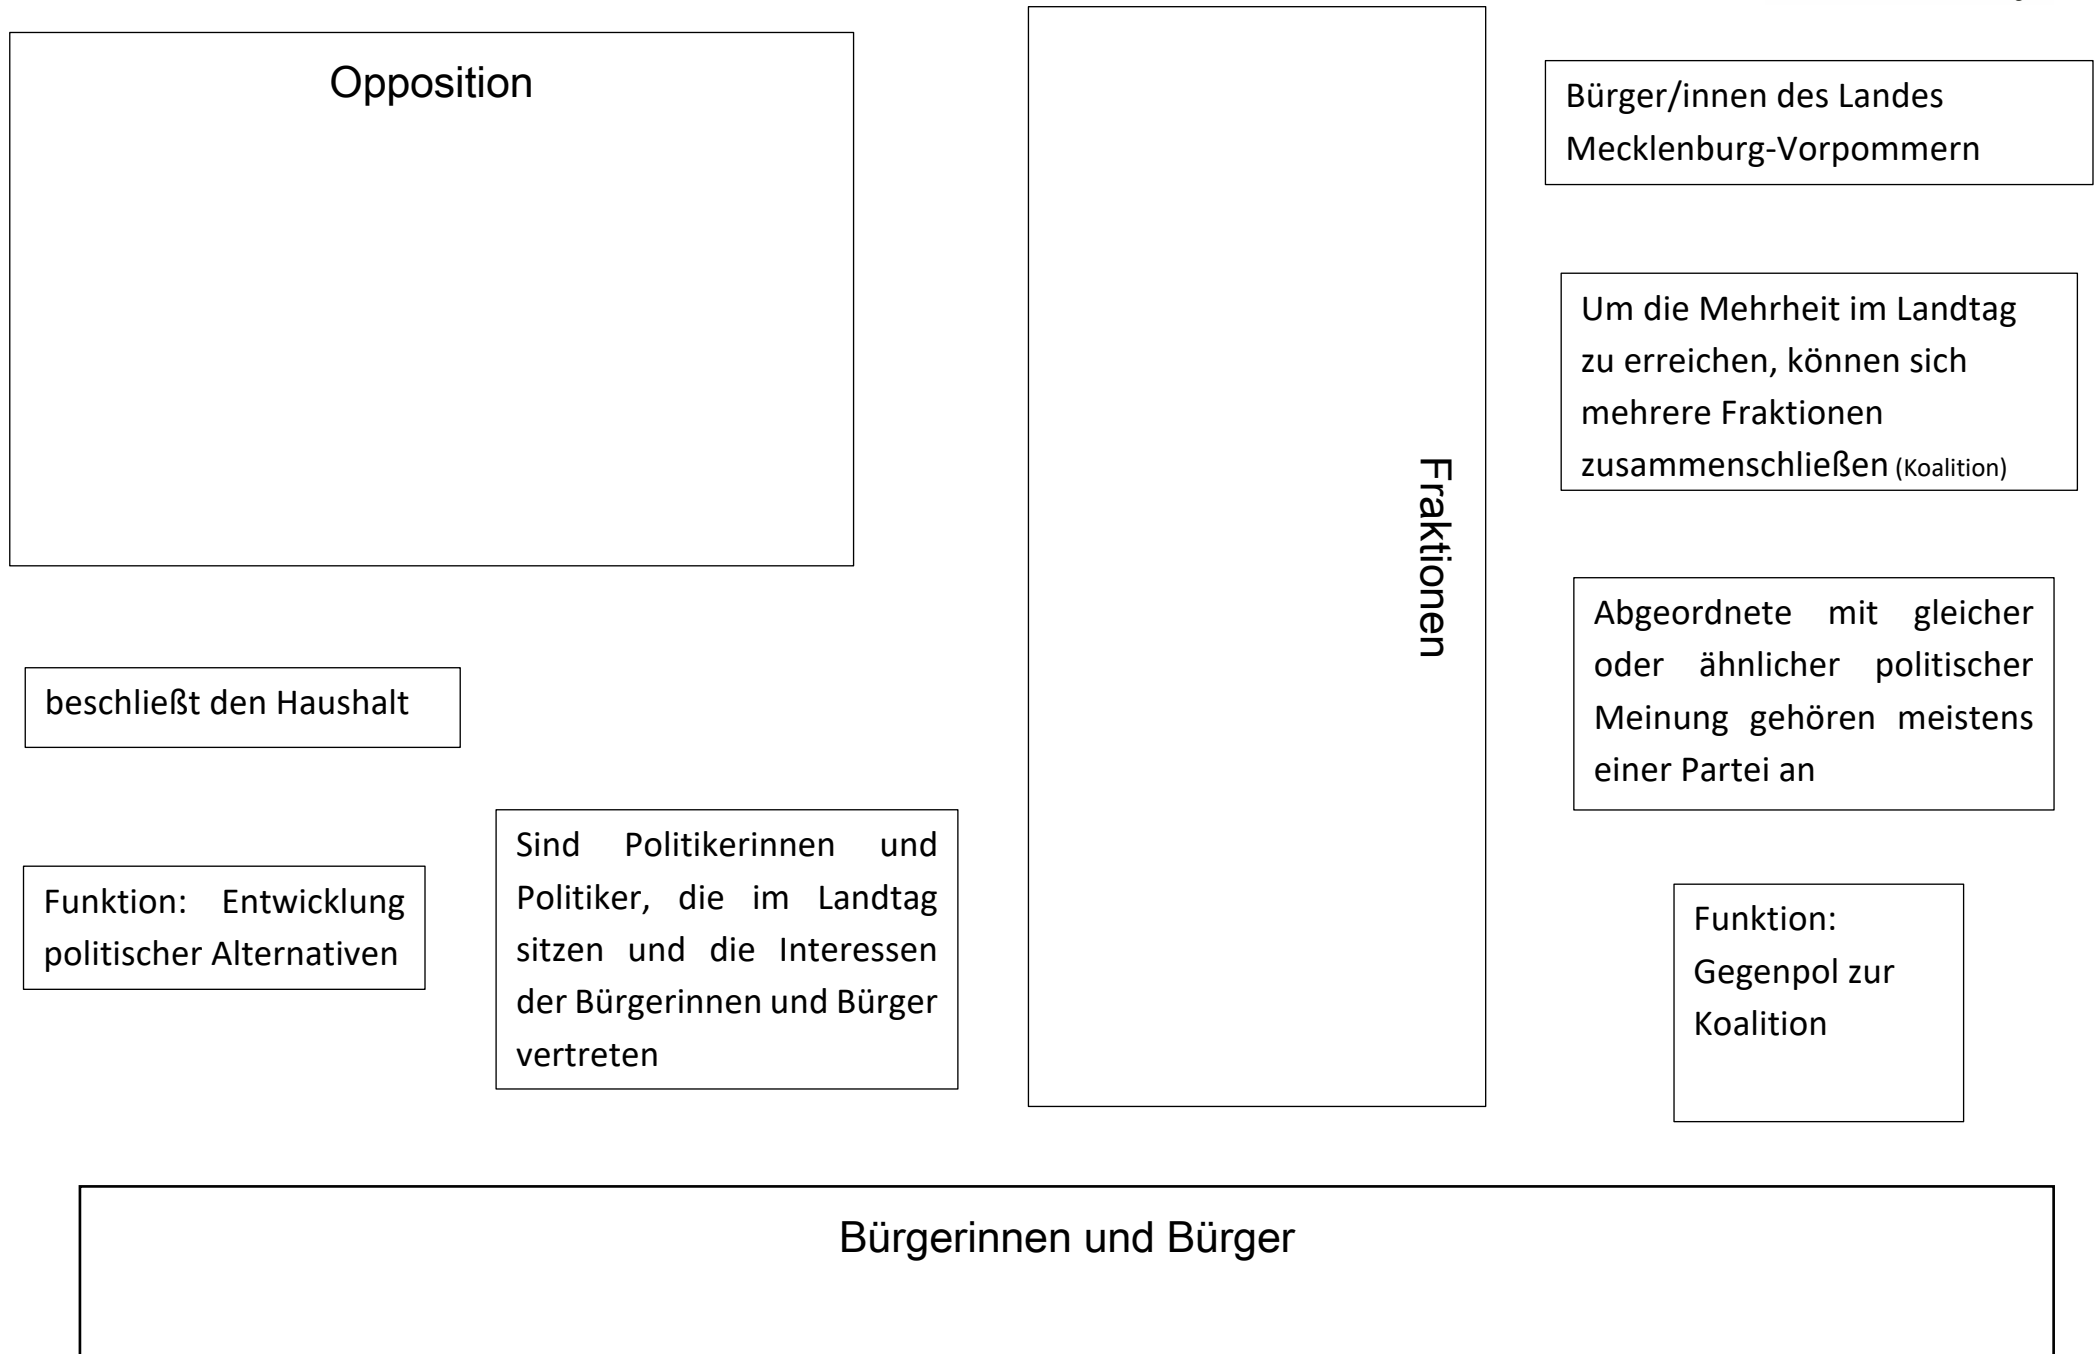 Opposition
Bürger/innen des Landes
Mecklenburg-Vorpommern
Um die Mehrheit im Landtag
zu erreichen, können sich
mehrere Fraktionen
zusammenschließen (Koalition)
Fraktionen
Abgeordnete mit gleicher
oder ähnlicher politischer
Meinung gehören meistens
einer Partei an
beschließt den Haushalt
Funktion: Entwicklung
politischer Alternativen
Sind Politikerinnen und
Politiker, die im Landtag
sitzen und die Interessen
der Bürgerinnen und Bürger
vertreten
Funktion:
Gegenpol zur
Koalition
Bürgerinnen und Bürger